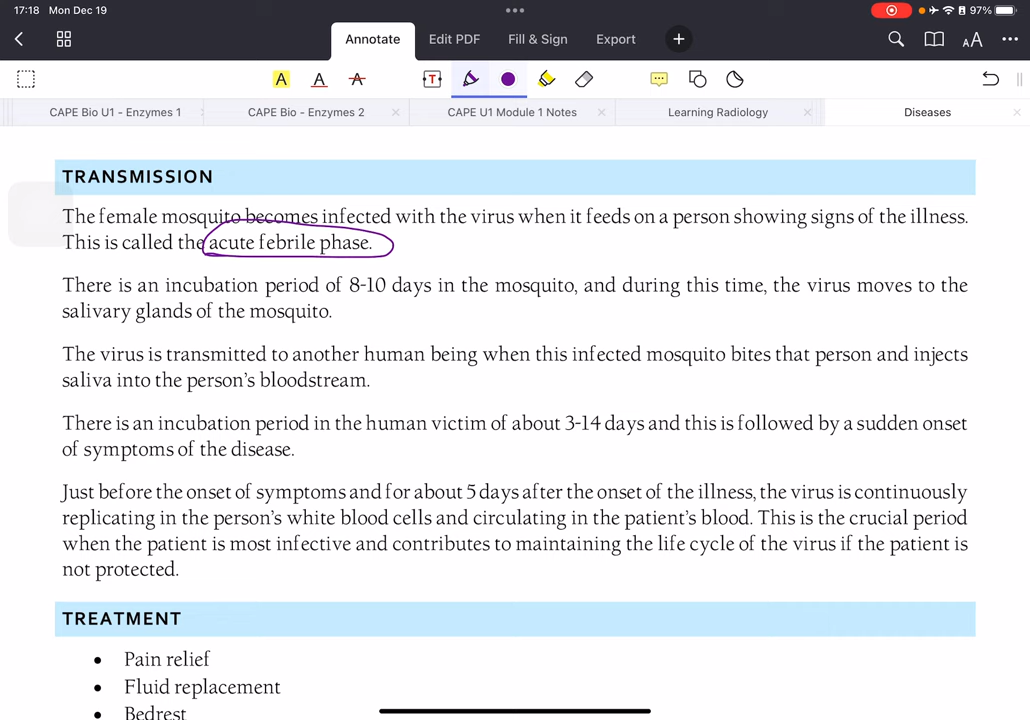 17:18 Mon Dec 19
97%
Annotate
Edit PDF
Fill & Sign
Export
AA
A A A T
CAPE Bio U1 - Enzymes 1
CAPE Bio - Enzymes 2
CAPE U1 Module 1 Notes
Learning Radiology
Diseases
TRANSMISSION
The female mosquito becomes infected with the virus when it feeds on a person showing signs of the illness.
This is called the acute febrile phase.
There is an incubation period of 8-10 days in the mosquito, and during this time, the virus moves to the
salivary glands of the mosquito.
The virus is transmitted to another human being when this infected mosquito bites that person and injects
saliva into the person's bloodstream.
There is an incubation period in the human victim of about 3-14 days and this is followed by a sudden onset
of symptoms of the disease.
Just before the onset of symptoms and for about 5 days after the onset of the illness, the virus is continuously
replicating in the person's white blood cells and circulating in the patient's blood. This is the crucial period
when the patient is most infective and contributes to maintaining the life cycle of the virus if the patient is
not protected.
TREATMENT
• Pain relief
• Fluid replacement
• Bedrest